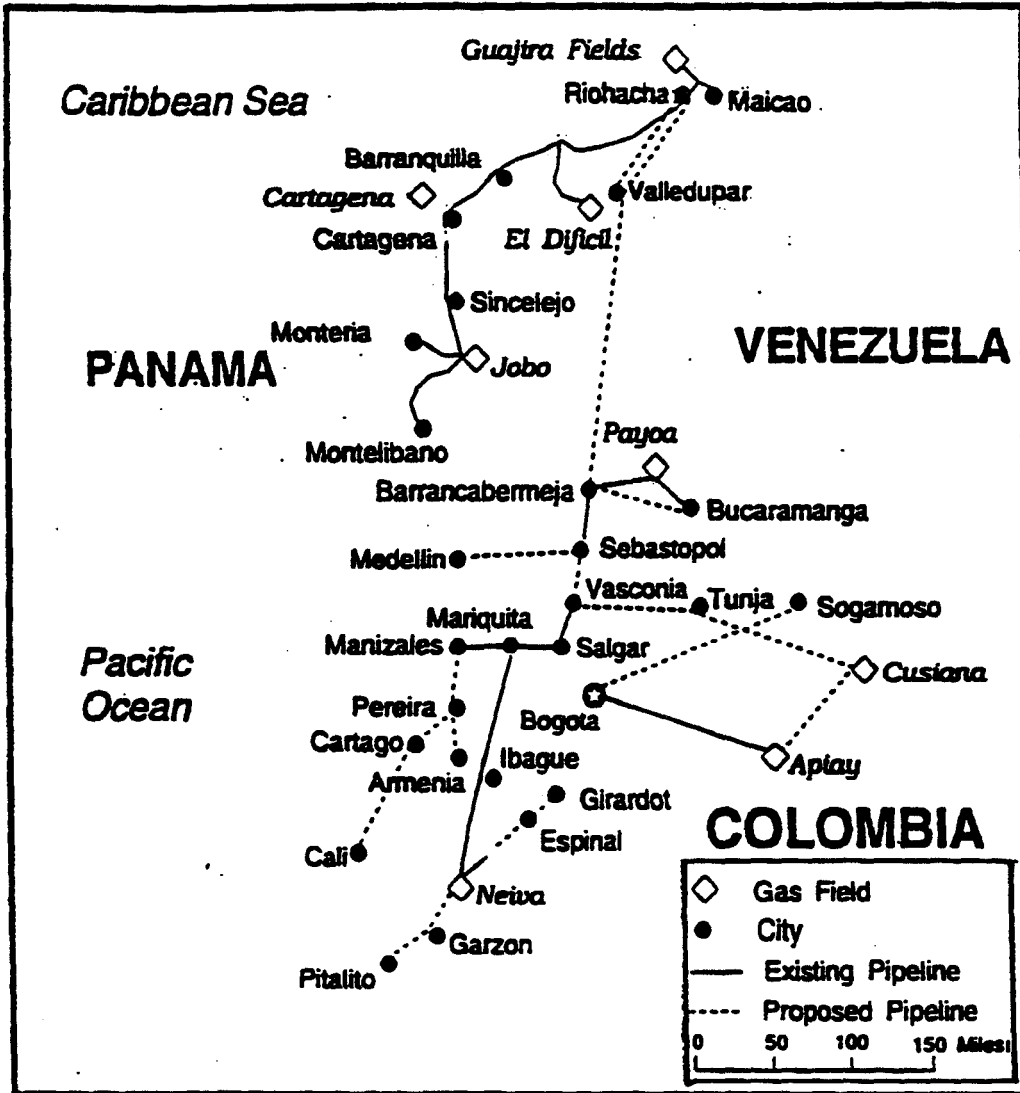 Guajira Fields
Caribbean Sea
Riohacha
Maicao
Barranquilla
Cartagena
Valledupar
Cartagena
El Dificil
Sincelejo
Monteria
VENEZUELA
PANAMA
Jobo
Payoa
Montelibano
Barrancabermeja
Bucaramanga
Medellin
Sebastopol
Vasconia
Tunja
Sogamoso
Mariquita
Manizales
Salgar
Pacific
Ocean
Cusiana
Pereira
Bogota
Cartago
Ibague
Apiay
Armenia
Girardot
COLOMBIA
Espinal
Cali
Neiva
Gas Field
City
Garzon
Existing Pipeline
Pitalito
Proposed Pipeline
0 50 100 150 Miles